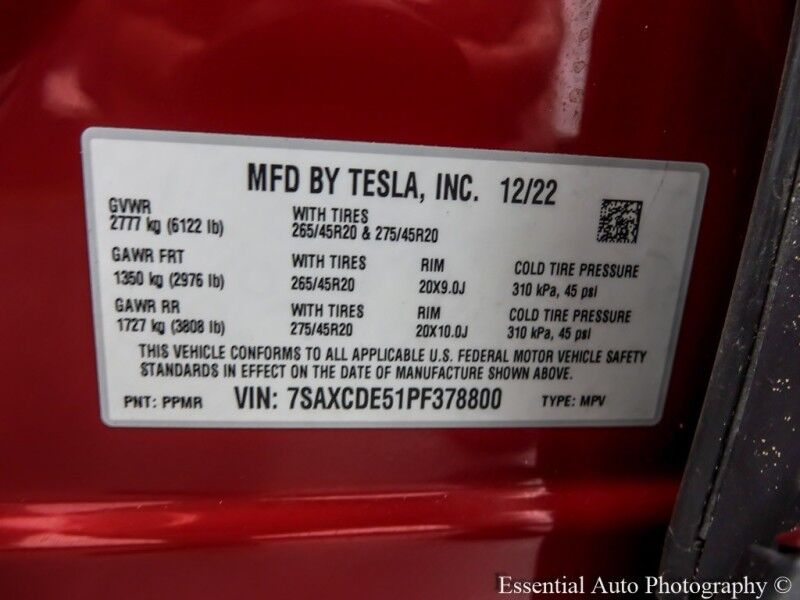 MFD BY TESLA, INC. 12/22
GVWR
2777 kg (6122 lb)
WITH TIRES
265/45R20 & 275/45R20
GAWR FRT
1350 kg (2976 lb)
WITH TIRES
265/45R20
RIM
20X9.0J
COLD TIRE PRESSURE
310 kPa, 45 psi
GAWR RR
1727 kg (3808 lb)
WITH TIRES
275/45R20
RIM
20X10.0J
COLD TIRE PRESSURE
310 kPa, 45 psi
THIS VEHICLE CONFORMS TO ALL APPLICABLE U.S. FEDERAL MOTOR VEHICLE SAFETY
STANDARDS IN EFFECT ON THE DATE OF MANUFACTURE SHOWN ABOVE.
PNT: PPMR VIN: 7SAXCDE51PF378800 TYPE: MPV
Essential Auto Photography ©